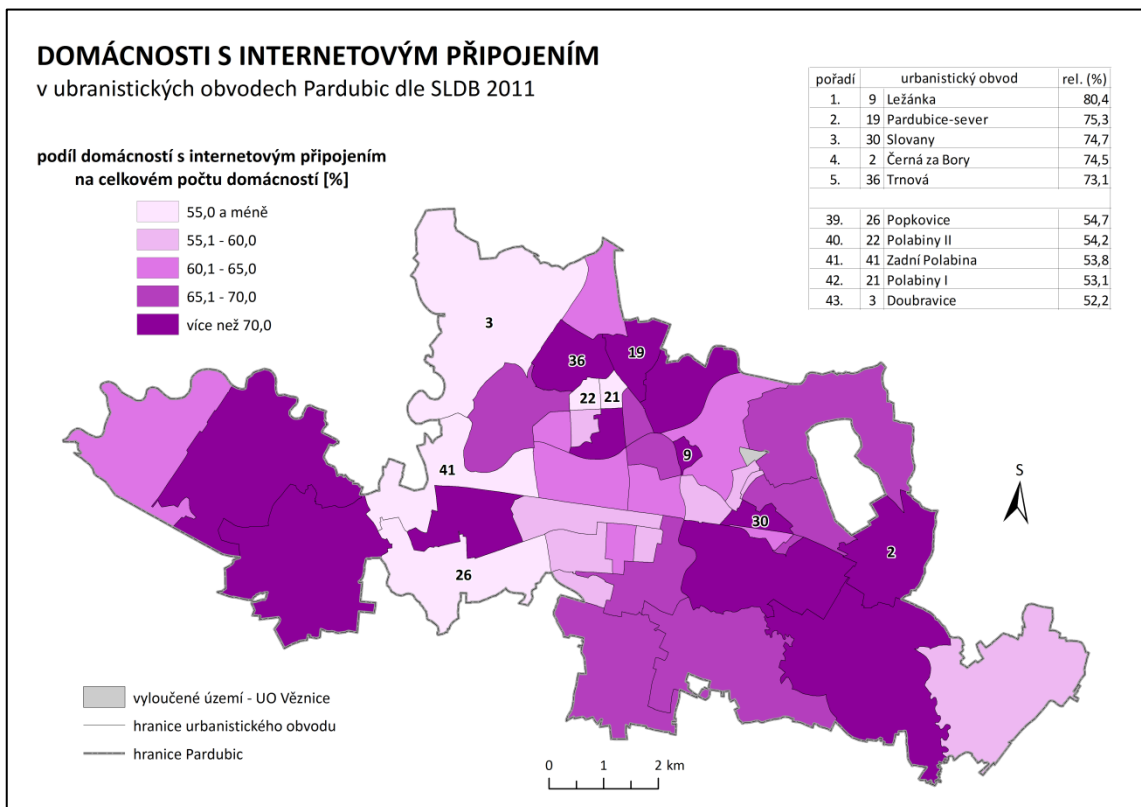 DOMÁCNOSTI S INTERNETOVÝM PŘIPOJENÍM
v ubranistických obvodech Pardubic dle SLDB 2011
pořadí urbanistický obvod rel. (%)
1. 9 Ležánka 80,4
2. 19 Pardubice-sever 75,3
3. 30 Slovany 74,7
4. 2 Černá za Bory 74,5
5. 36 Trnová 73,1
39. 26 Popkovice 54,7
40. 22 Polabiny II 54,2
41. 41 Zadní Polabina 53,8
42. 21 Polabiny I 53,1
43. 3 Doubravice 52,2
podíl domácností s internetovým připojením
na celkovém počtu domácností [%]
55,0 a méně
55,1 - 60,0
60,1 - 65,0
65,1 - 70,0
více než 70,0
3
36
19
22
21
9
41
30
2
26
S
vyloučené území - UO Věznice
hranice urbanistického obvodu
hranice Pardubic
0 1 2 km